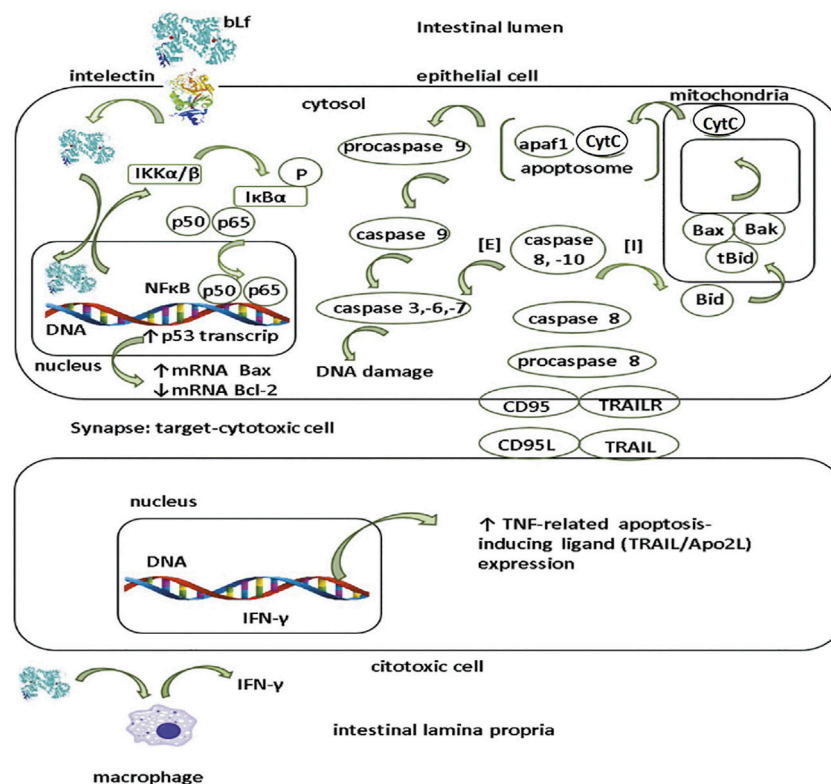 bLf
Intestinal lumen
intelectin
epithelial cell
mitochondria
cytosol
CytC
procaspase 9
apaf1
CytC
apoptosome
IKKα/β
P
IκBα
p50
p65
caspase 9
[E]
caspase
8, -10
[I]
Bax
Bak
tBid
Bid
NFκB
p50
p65
DNA
caspase 3,-6,-7
caspase 8
↑ p53 transcrip
nucleus
↑ mRNA Bax
↓ mRNA Bcl-2
DNA damage
procaspase 8
CD95
TRAILR
Synapse: target-cytotoxic cell
CD95L
TRAIL
nucleus
↑ TNF-related apoptosis-
inducing ligand (TRAIL/Apo2L)
expression
DNA
IFN-γ
citotoxic cell
IFN-γ
intestinal lamina propria
macrophage